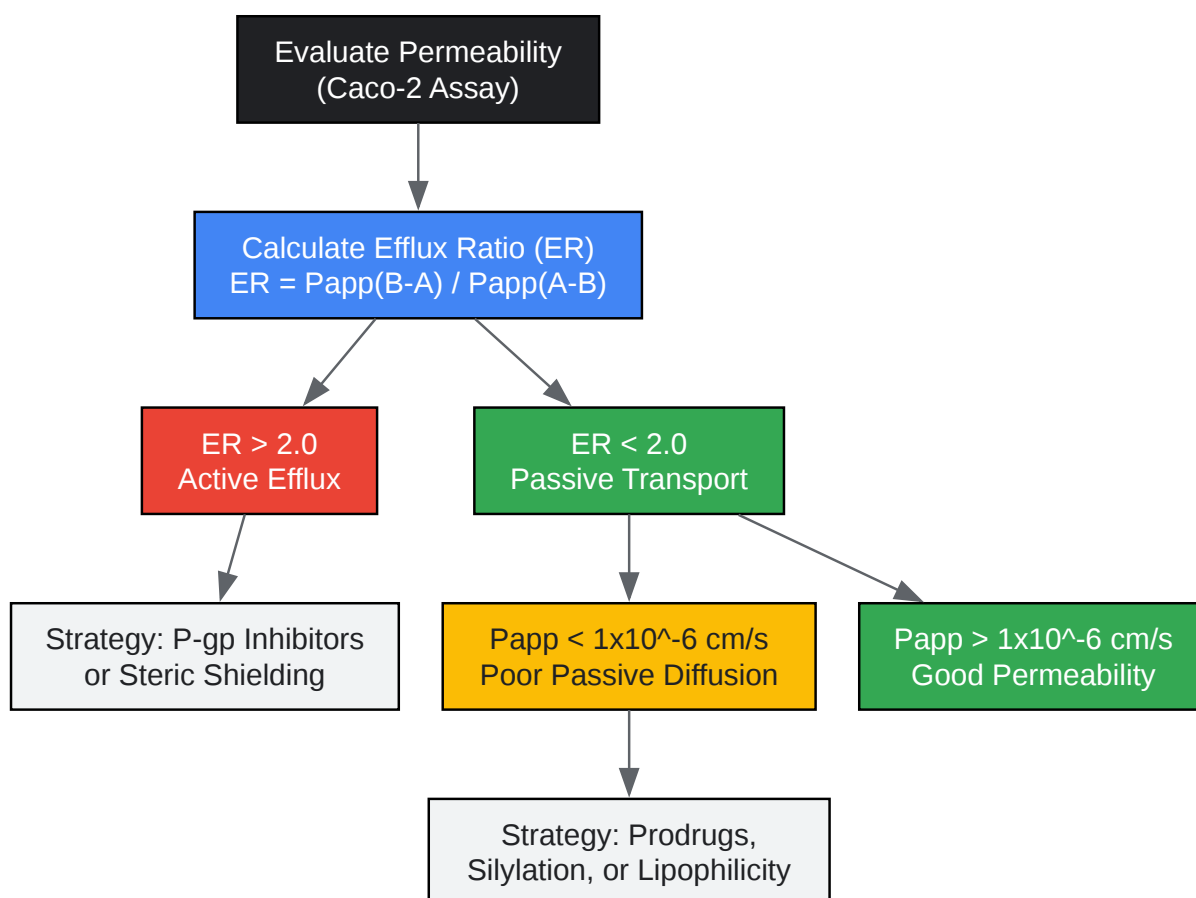 Evaluate Permeability
(Caco-2 Assay)
Calculate Efflux Ratio (ER)
ER = Papp(B-A) / Papp(A-B)
ER > 2.0
Active Efflux
ER < 2.0
Passive Transport
Strategy: P-gp Inhibitors
or Steric Shielding
Papp < 1x10^-6 cm/s
Poor Passive Diffusion
Papp > 1x10^-6 cm/s
Good Permeability
Strategy: Prodrugs,
Silylation, or Lipophilicity